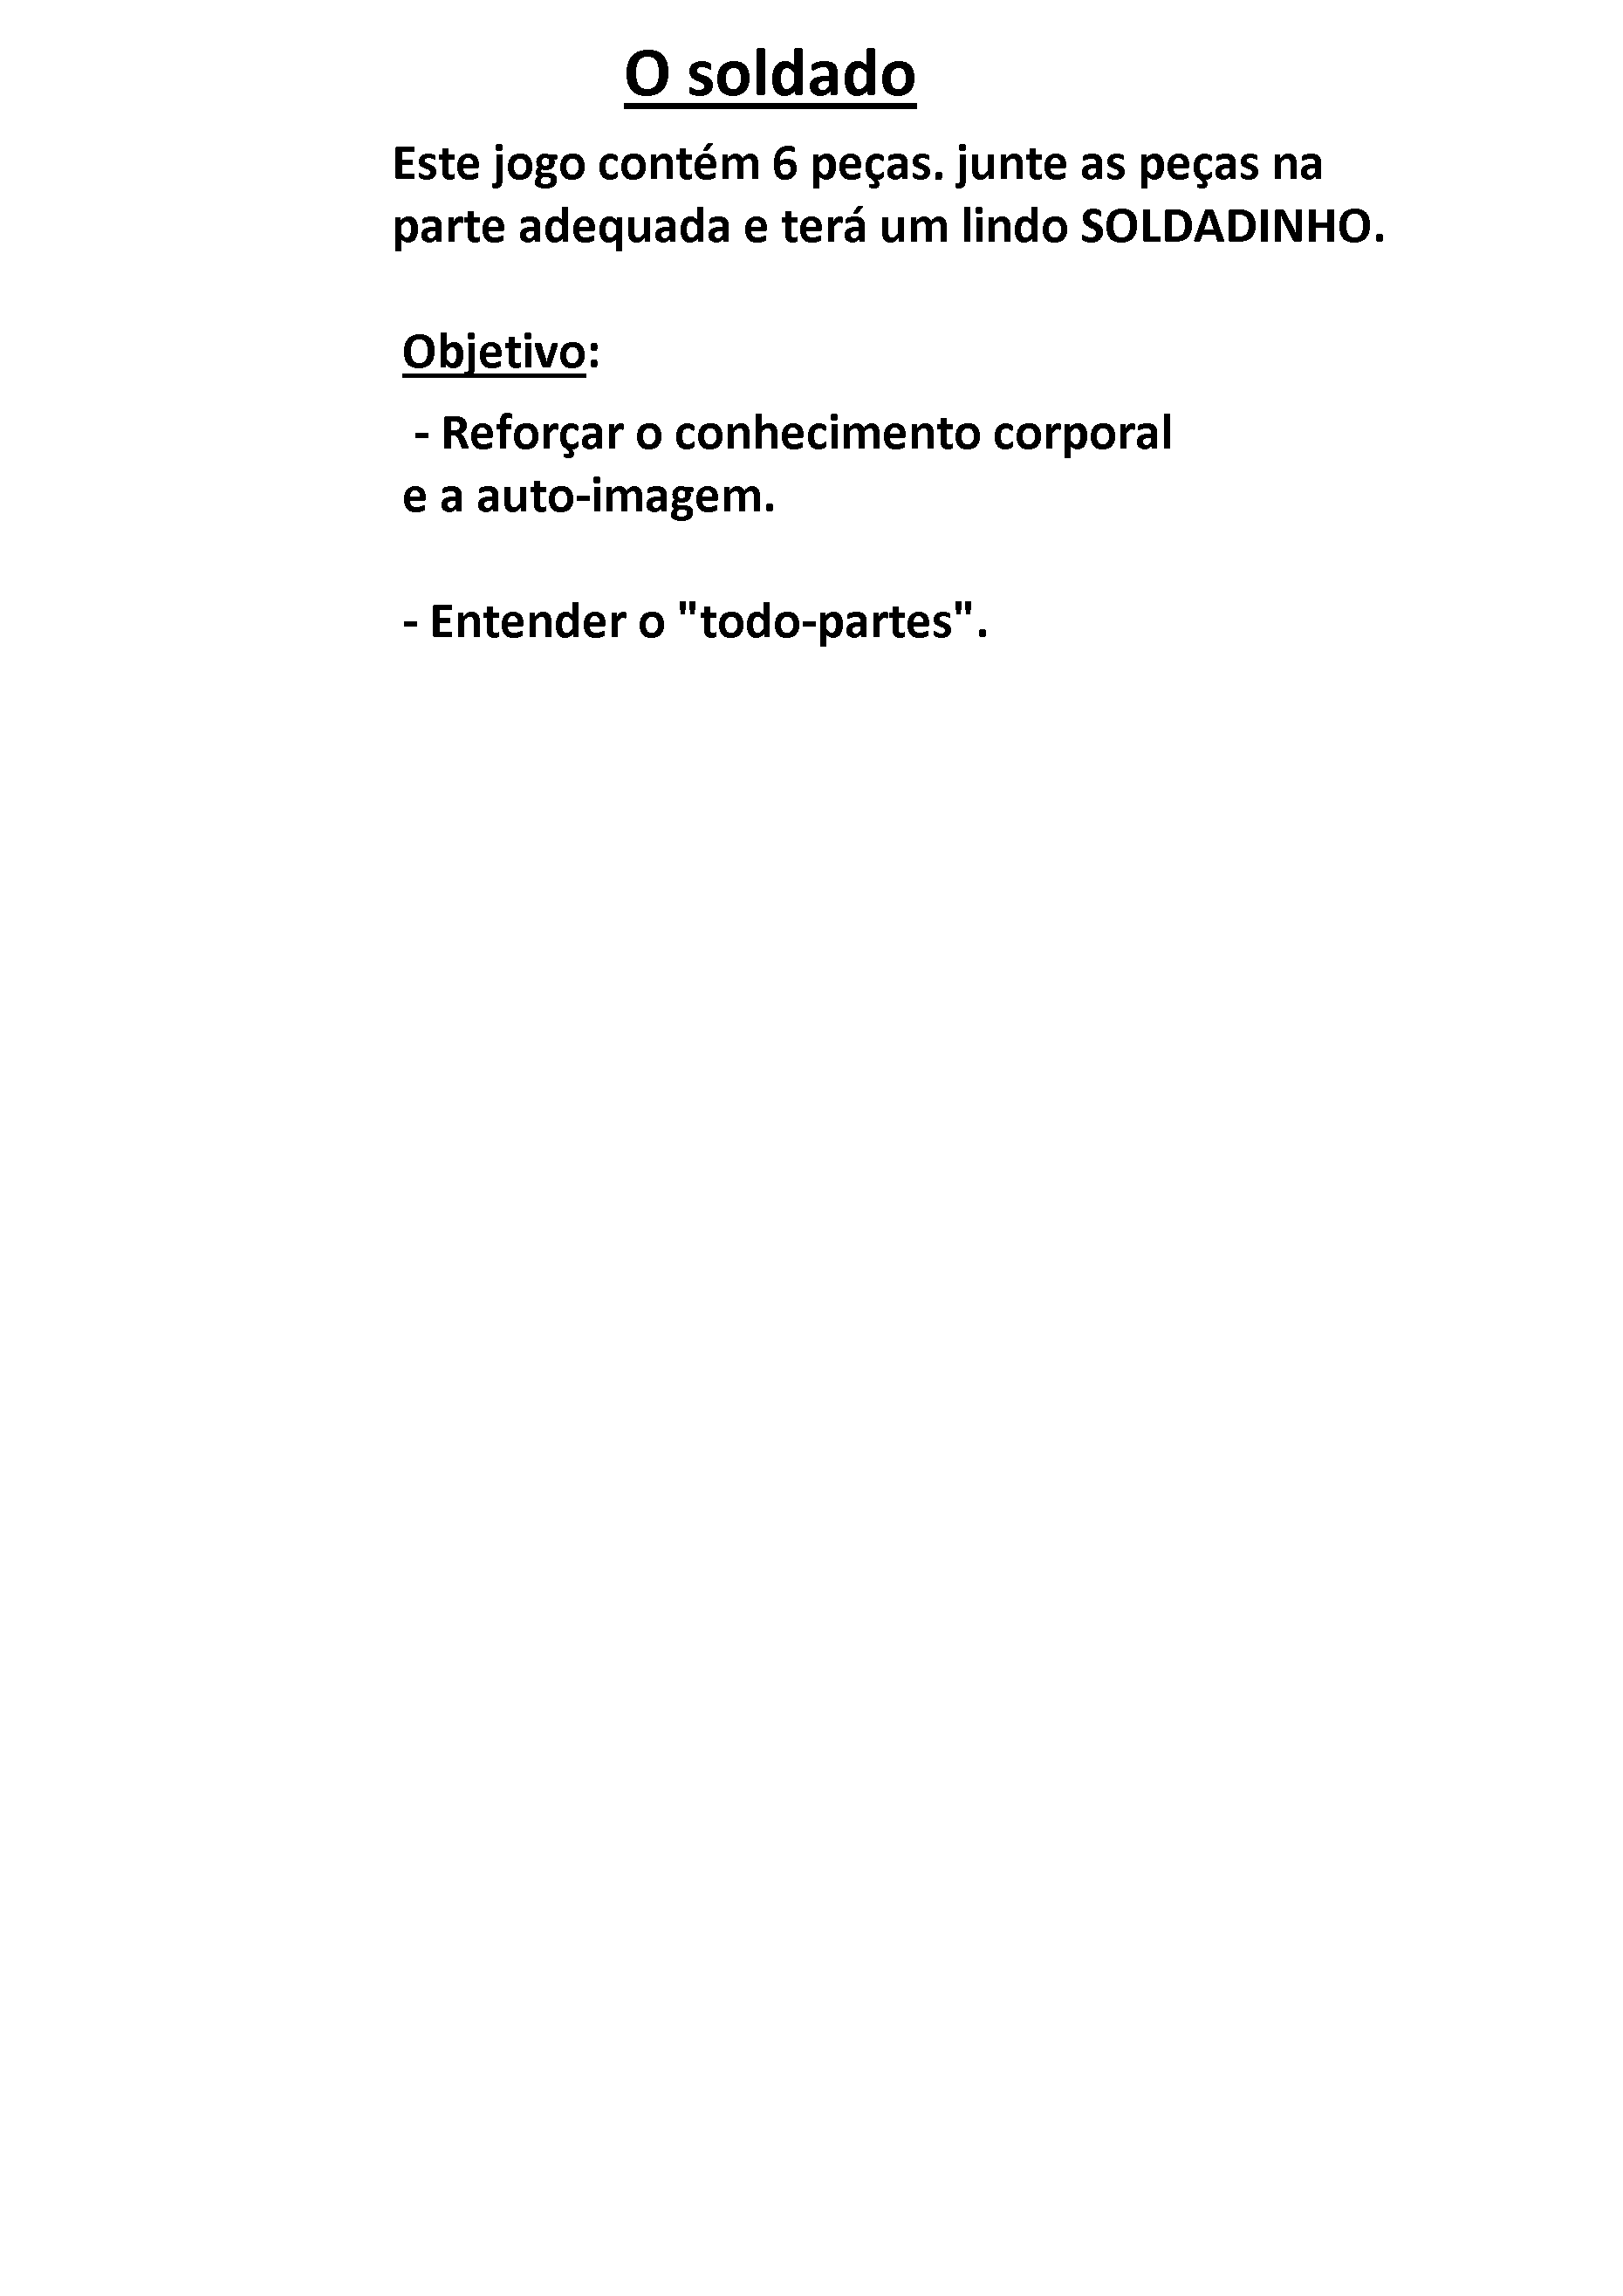 O soldado
Este jogo contém 6 peças. junte as peças na
parte adequada e terá um lindo SOLDADINHO.
Objetivo:
- Reforçar o conhecimento corporal
e a auto-imagem.
- Entender o "todo-partes".